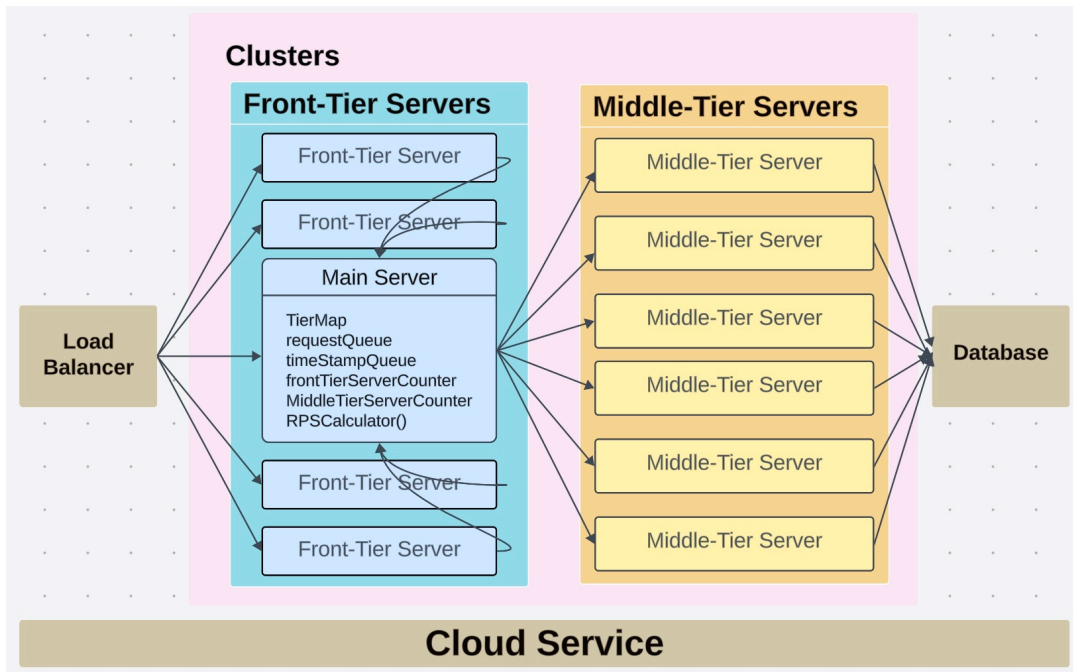 Clusters
Front-Tier Servers
Front-Tier Server
Front-Tier Server
Main Server
TierMap
requestQueue
timeStampQueue
frontTierServerCounter
MiddleTierServerCounter
RPSCalculator()
Front-Tier Server
Front-Tier Server
Middle-Tier Servers
Middle-Tier Server
Middle-Tier Server
Middle-Tier Server
Middle-Tier Server
Middle-Tier Server
Middle-Tier Server
Load
Balancer
Database
Cloud Service